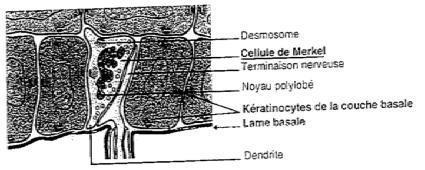 Desmosome
Cellule de Merkel
Terminaison nerveuse
Noyau polylobé
Kératinocytes de la couche basale
Lame basale
Dendrite